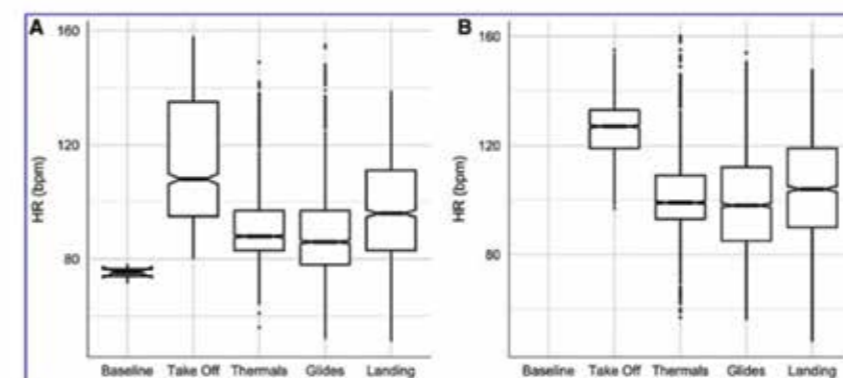 A
HR (bpm)
160
120
80
Baseline Take Off Thermals Glides Landing
B
HR (bpm)
160
120
80
Baseline Take Off Thermals Glides Landing